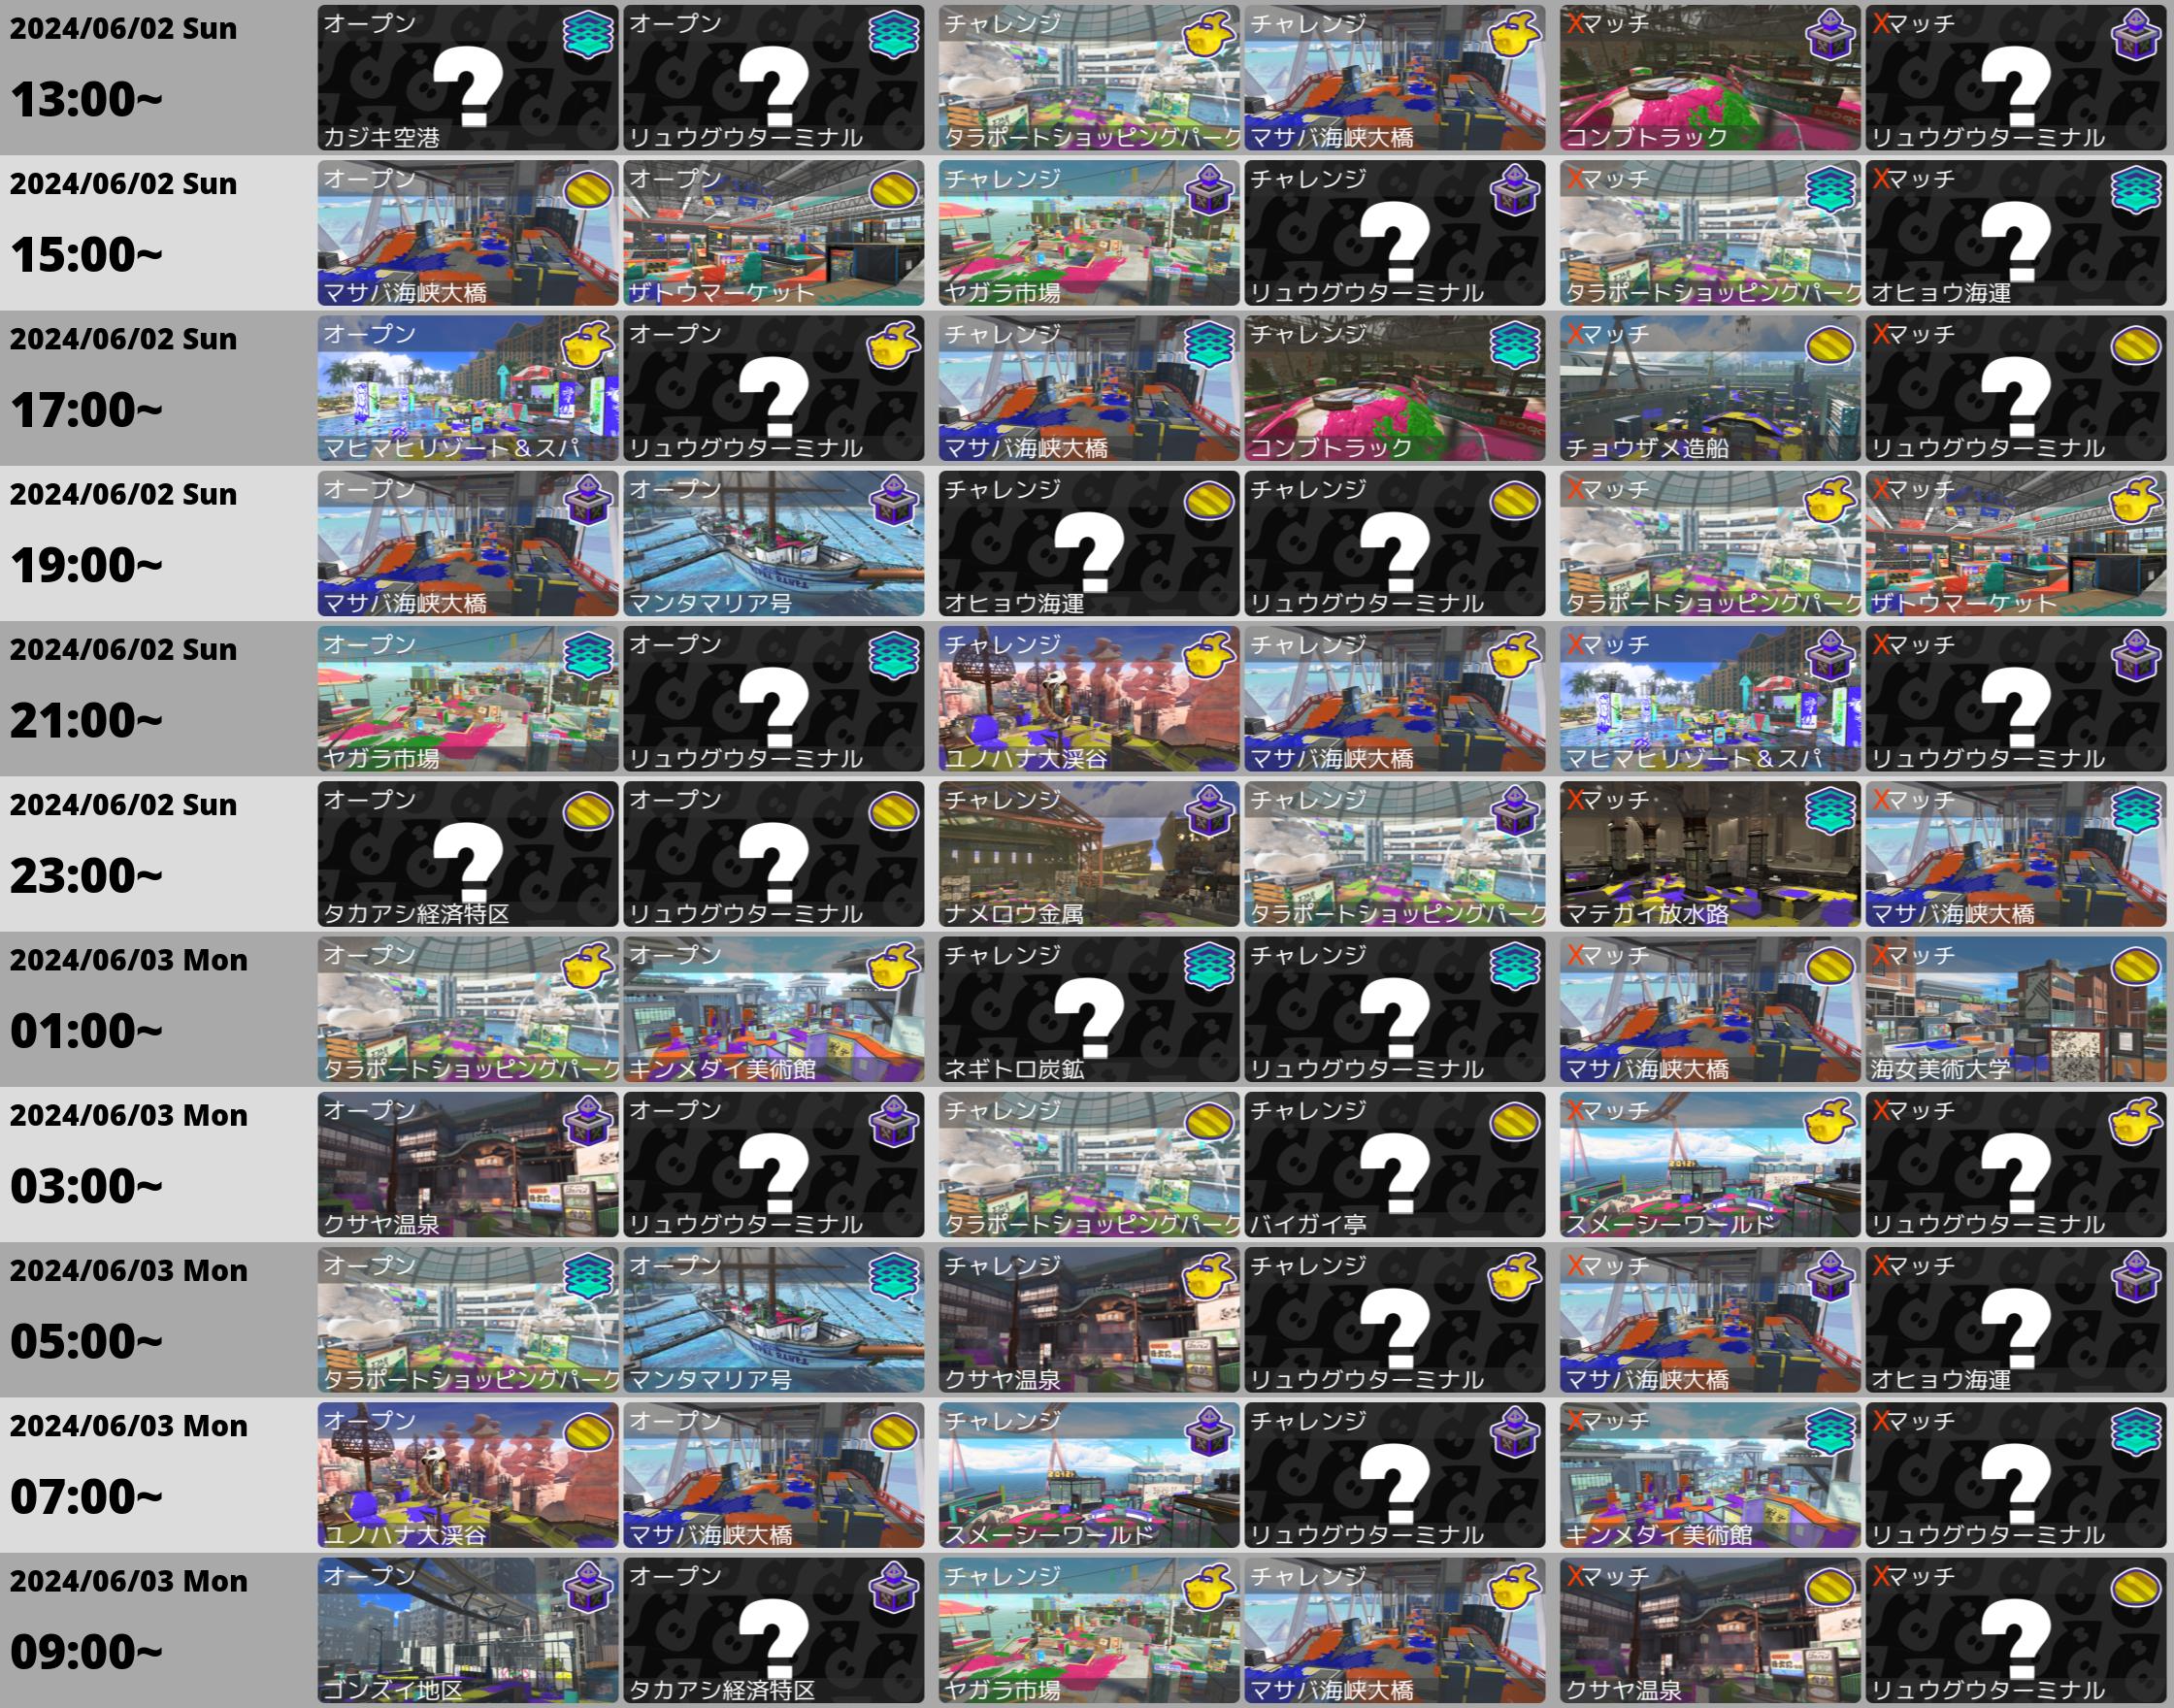 2024/06/02 Sun
13:00~
オープン
カジキ空港
オープン
リュウグウターミナル
チャレンジ
タラポートショッピングパーク
チャレンジ
マサバ海峡大橋
Xマッチ
コンブトラック
Xマッチ
リュウグウターミナル
2024/06/02 Sun
15:00~
オープン
マサバ海峡大橋
オープン
ザトウマーケット
チャレンジ
ヤガラ市場
チャレンジ
リュウグウターミナル
Xマッチ
タラポートショッピングパーク
Xマッチ
オヒョウ海運
2024/06/02 Sun
17:00~
オープン
マヒマヒリゾート＆スパ
オープン
リュウグウターミナル
チャレンジ
マサバ海峡大橋
チャレンジ
コンブトラック
Xマッチ
チョウザメ造船
Xマッチ
リュウグウターミナル
2024/06/02 Sun
19:00~
オープン
マサバ海峡大橋
オープン
マンタマリア号
チャレンジ
オヒョウ海運
チャレンジ
リュウグウターミナル
Xマッチ
タラポートショッピングパーク
Xマッチ
ザトウマーケット
2024/06/02 Sun
21:00~
オープン
ヤガラ市場
オープン
リュウグウターミナル
チャレンジ
ユノハナ大渓谷
チャレンジ
マサバ海峡大橋
Xマッチ
マヒマヒリゾート＆スパ
Xマッチ
リュウグウターミナル
2024/06/02 Sun
23:00~
オープン
タカアシ経済特区
オープン
リュウグウターミナル
チャレンジ
ナメロウ金属
チャレンジ
タラポートショッピングパーク
Xマッチ
マテガイ放水路
Xマッチ
マサバ海峡大橋
2024/06/03 Mon
01:00~
オープン
タラポートショッピングパーク
オープン
キンメダイ美術館
チャレンジ
ネギトロ炭鉱
チャレンジ
リュウグウターミナル
Xマッチ
マサバ海峡大橋
Xマッチ
海女美術大学
2024/06/03 Mon
03:00~
オープン
クサヤ温泉
オープン
リュウグウターミナル
チャレンジ
タラポートショッピングパーク
チャレンジ
バイガイ亭
Xマッチ
スメーシーワールド
Xマッチ
リュウグウターミナル
2024/06/03 Mon
05:00~
オープン
タラポートショッピングパーク
オープン
マンタマリア号
チャレンジ
クサヤ温泉
チャレンジ
リュウグウターミナル
Xマッチ
マサバ海峡大橋
Xマッチ
オヒョウ海運
2024/06/03 Mon
07:00~
オープン
ユノハナ大渓谷
オープン
マサバ海峡大橋
チャレンジ
スメーシーワールド
チャレンジ
リュウグウターミナル
Xマッチ
キンメダイ美術館
Xマッチ
リュウグウターミナル
2024/06/03 Mon
09:00~
オープン
ゴンズイ地区
オープン
タカアシ経済特区
チャレンジ
ヤガラ市場
チャレンジ
マサバ海峡大橋
Xマッチ
クサヤ温泉
Xマッチ
リュウグウターミナル